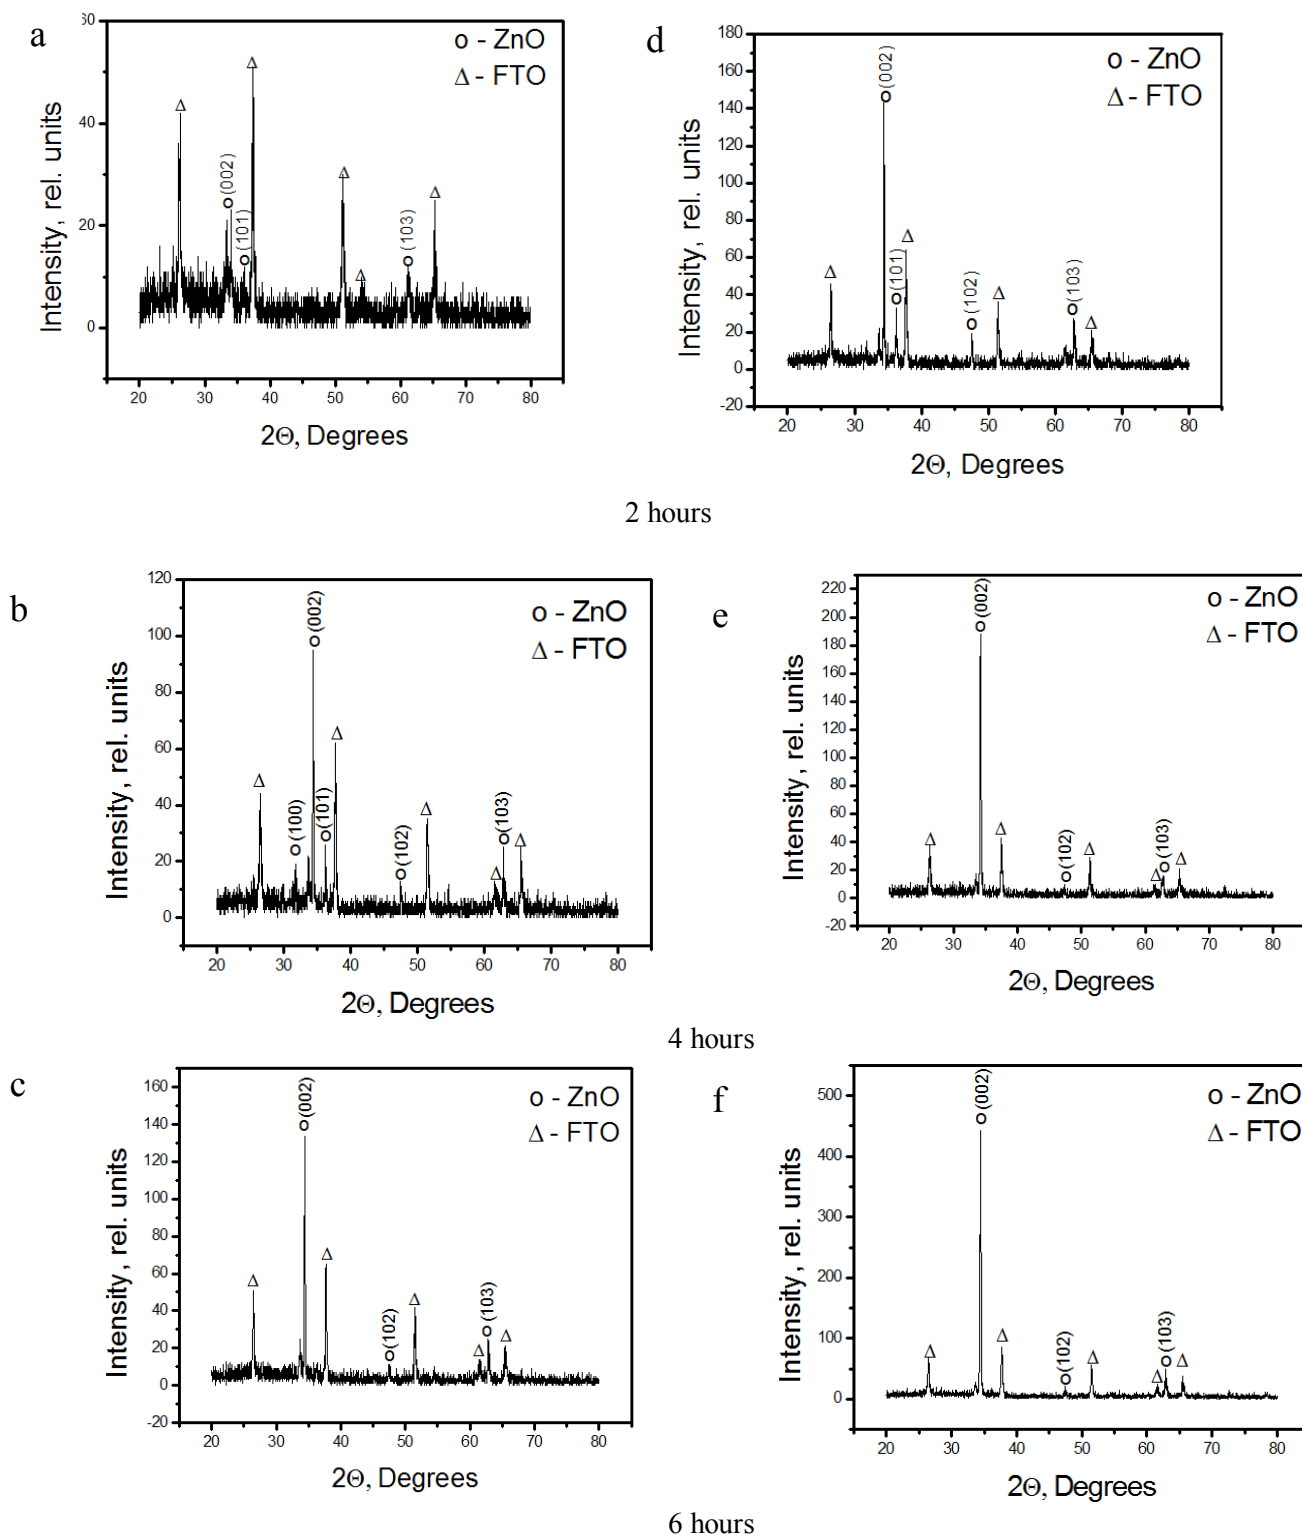 a
60
40
20
0
Intensity, rel. units
o - ZnO
Δ - FTO
Δ
o (002)
o (101)
Δ
Δ
Δ
o (103)
Δ
20 30 40 50 60 70 80
2Θ, Degrees
d
180
160
140
120
100
80
60
40
20
0
-20
Intensity, rel. units
o - ZnO
Δ - FTO
Δ
o (002)
o (101)
Δ
o (102)
Δ
o (103)
Δ
20 30 40 50 60 70 80
2Θ, Degrees
2 hours
b
120
100
80
60
40
20
0
Intensity, rel. units
o - ZnO
Δ - FTO
Δ
o (100)
o (002)
o (101)
Δ
o (102)
Δ
Δ
o (103)
Δ
20 30 40 50 60 70 80
2Θ, Degrees
e
220
200
180
160
140
120
100
80
60
40
20
0
-20
Intensity, rel. units
o - ZnO
Δ - FTO
Δ
o (002)
Δ
o (102)
Δ
Δ
o (103)
Δ
20 30 40 50 60 70 80
2Θ, Degrees
4 hours
c
160
140
120
100
80
60
40
20
0
-20
Intensity, rel. units
o - ZnO
Δ - FTO
Δ
o (002)
Δ
o (102)
Δ
Δ
o (103)
Δ
20 30 40 50 60 70 80
2Θ, Degrees
f
500
400
300
200
100
0
Intensity, rel. units
o - ZnO
Δ - FTO
Δ
o (002)
Δ
o (102)
Δ
Δ
o (103)
Δ
20 30 40 50 60 70 80
2Θ, Degrees
6 hours